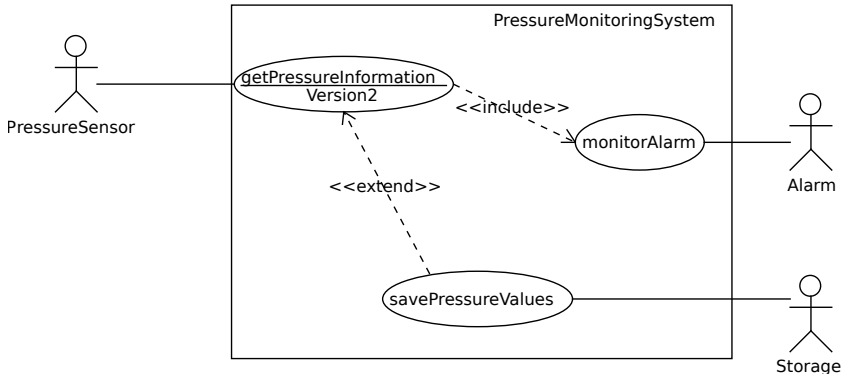 PressureMonitoringSystem
getPressureInformation
Version2
<<include>>
PressureSensor
monitorAlarm
<<extend>>
Alarm
savePressureValues
Storage